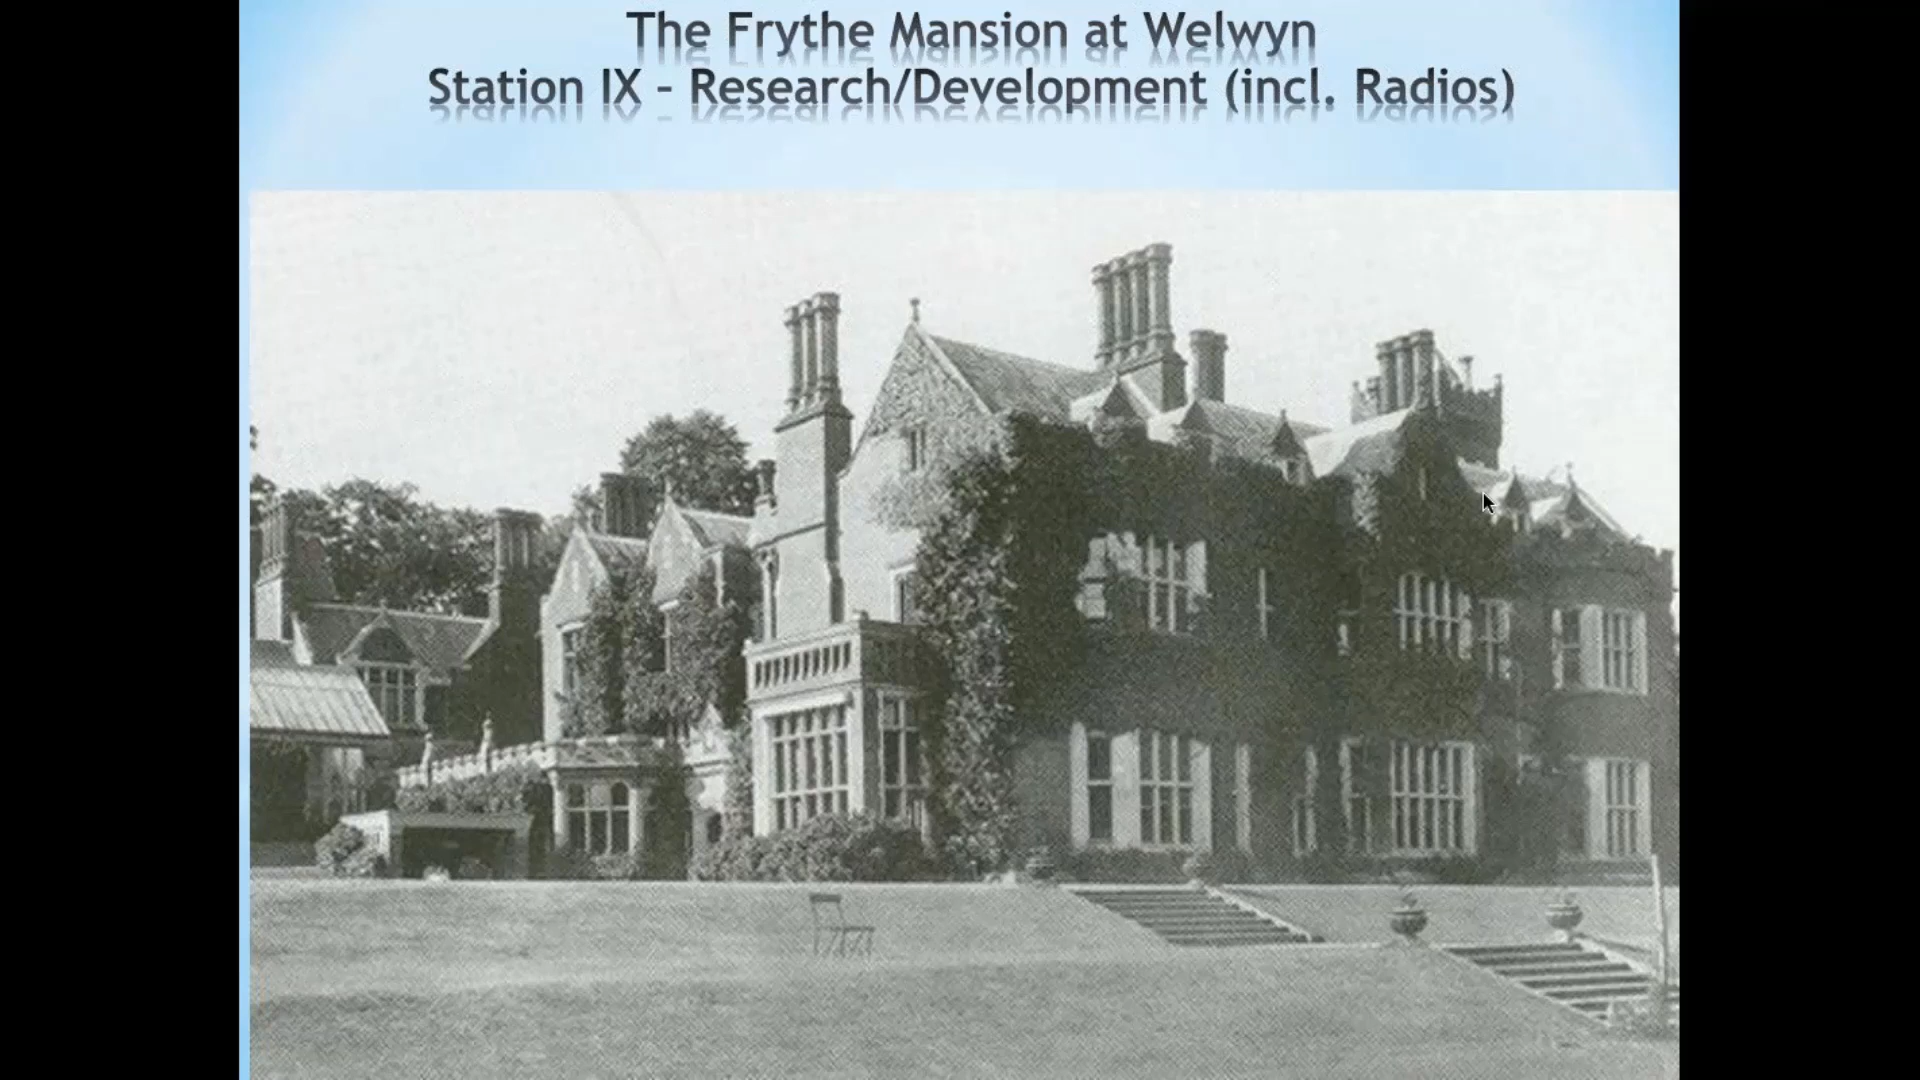 The Frythe Mansion at Welwyn
Station IX - Research/Development (incl. Radios)